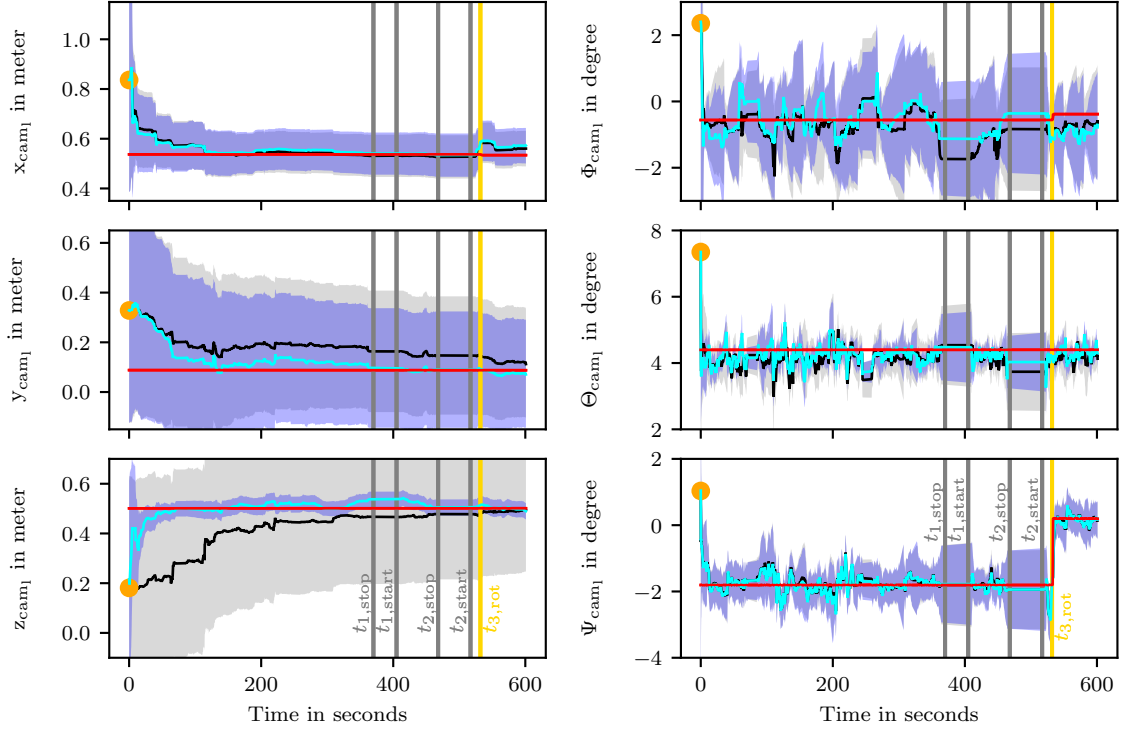 x_cam_l in meter
1.0
0.8
0.6
0.4
Φ_cam_l in degree
2
0
−2
y_cam_l in meter
0.6
0.4
0.2
0.0
Θ_cam_l in degree
8
6
4
2
z_cam_l in meter
0.6
0.4
0.2
0.0
t_1,stop
t_1,start
t_2,stop
t_2,start
t_3,rot
0
200
400
600
Time in seconds
Ψ_cam_l in degree
2
0
−2
−4
t_1,stop
t_1,start
t_2,stop
t_2,start
t_3,rot
0
200
400
600
Time in seconds